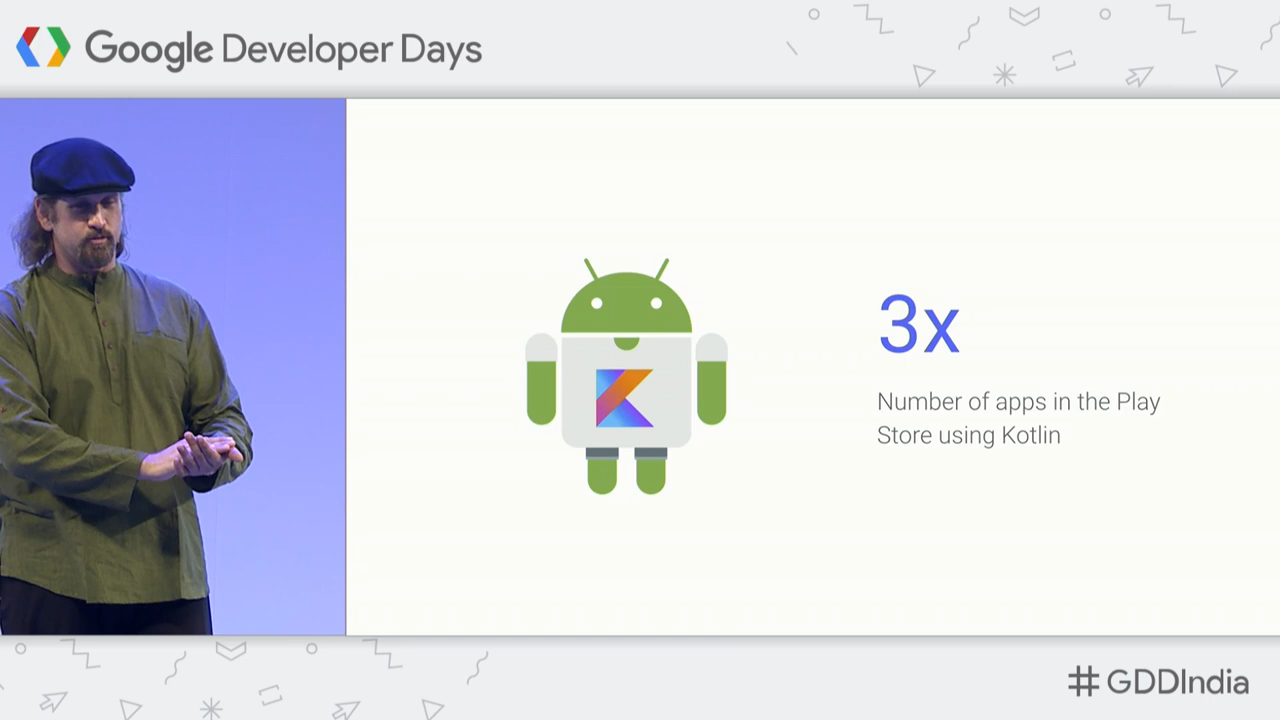 Google Developer Days
3x
Number of apps in the Play
Store using Kotlin
#GDDIndia